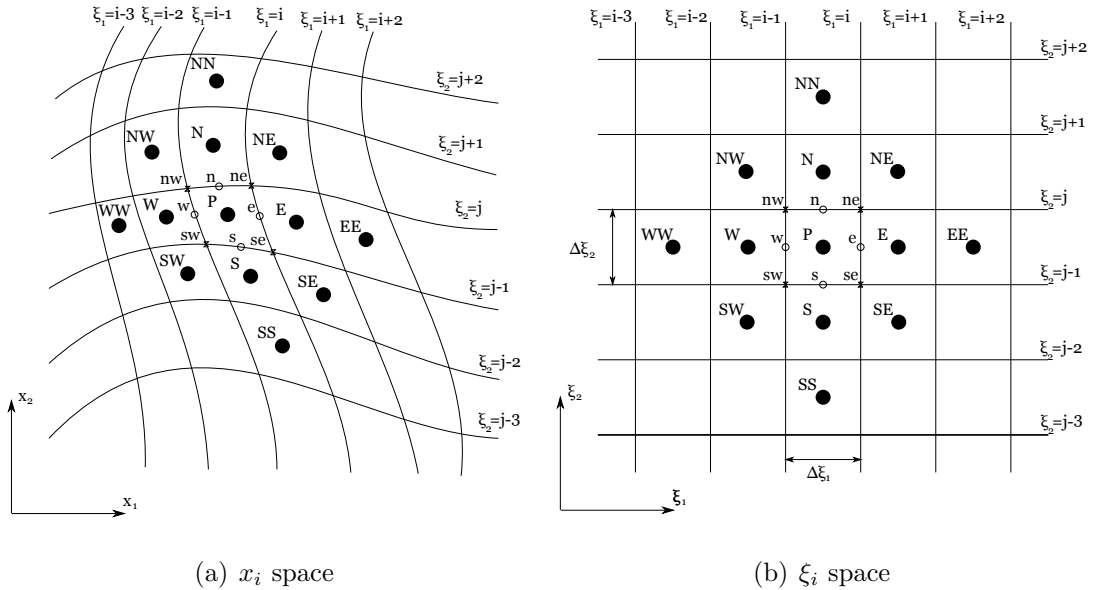 ξ₁=i-3 ξ₁=i-2 ξ₁=i-1 ξ₁=i ξ₁=i+1 ξ₁=i+2
NN
ξ₂=j+2
NW N NE
ξ₂=j+1
nw n ne
WW W w P e E EE
ξ₂=j
sw s se
SW S SE
ξ₂=j-1
SS
ξ₂=j-2
ξ₂=j-3
x₂
x₁
(a) xᵢ space
ξ₁=i-3 ξ₁=i-2 ξ₁=i-1 ξ₁=i ξ₁=i+1 ξ₁=i+2
ξ₂=j+2
NN
ξ₂=j+1
NW N NE
nw n ne
ξ₂=j
Δξ₂
WW W w P e E EE
sw s se
ξ₂=j-1
SW S SE
ξ₂=j-2
SS
ξ₂
ξ₂=j-3
Δξ₁
ξ₁
(b) ξᵢ space